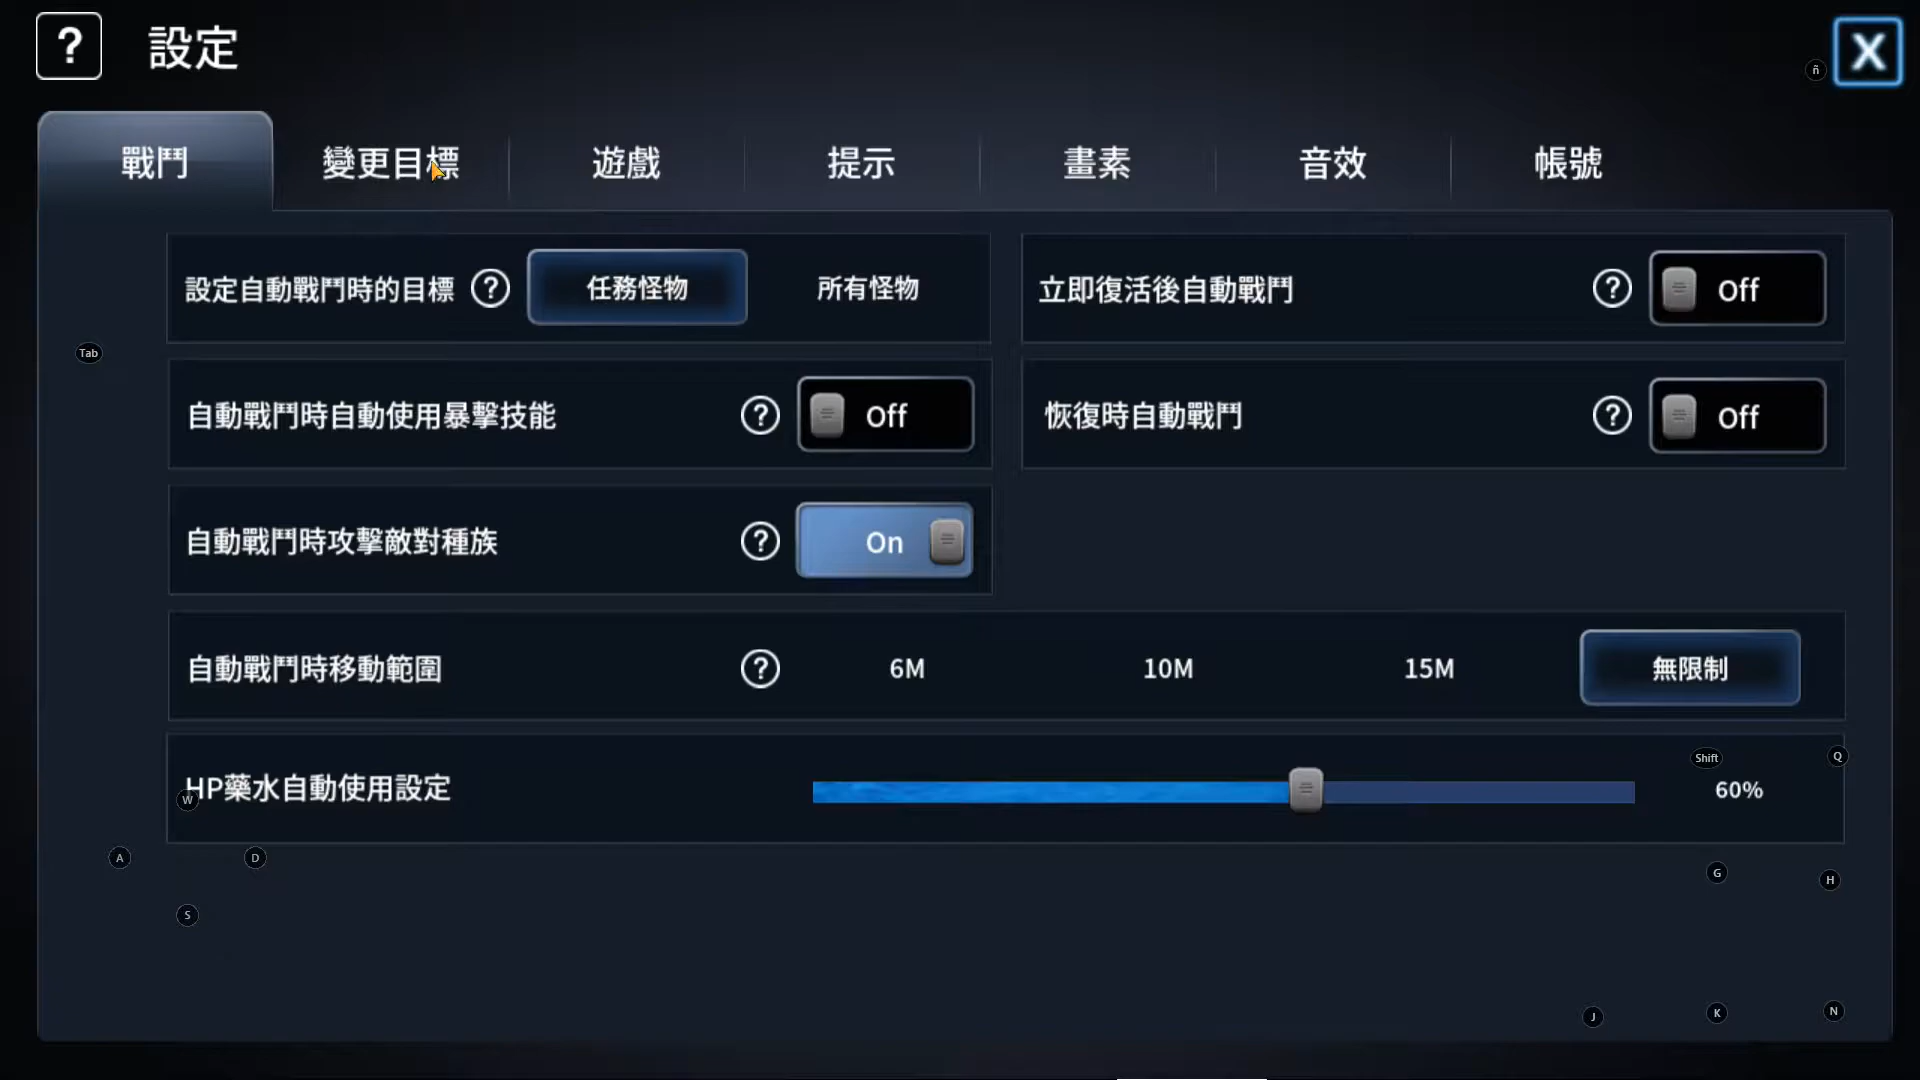 ? 設定
X
ñ
戰鬥 變更目標 遊戲 提示 畫素 音效 帳號
設定自動戰鬥時的目標 ? 任務怪物 所有怪物
立即復活後自動戰鬥 ? Off
Tab
自動戰鬥時自動使用暴擊技能 ? Off
恢復時自動戰鬥 ? Off
自動戰鬥時攻擊敵對種族 ? On
自動戰鬥時移動範圍 ? 6M 10M 15M 無限制
Shift
Q
HP藥水自動使用設定 60%
W
A
D
G
H
S
J
K
N